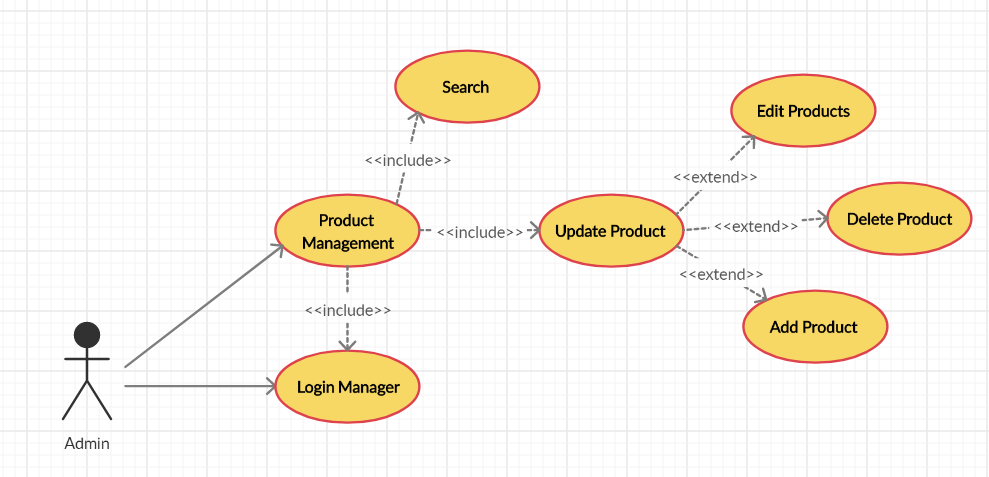 Search
Edit Products
<<include>>
<<extend>>
Product
Management
<<include>>
Update Product
<<extend>>
Delete Product
<<extend>>
<<include>>
Add Product
Login Manager
Admin